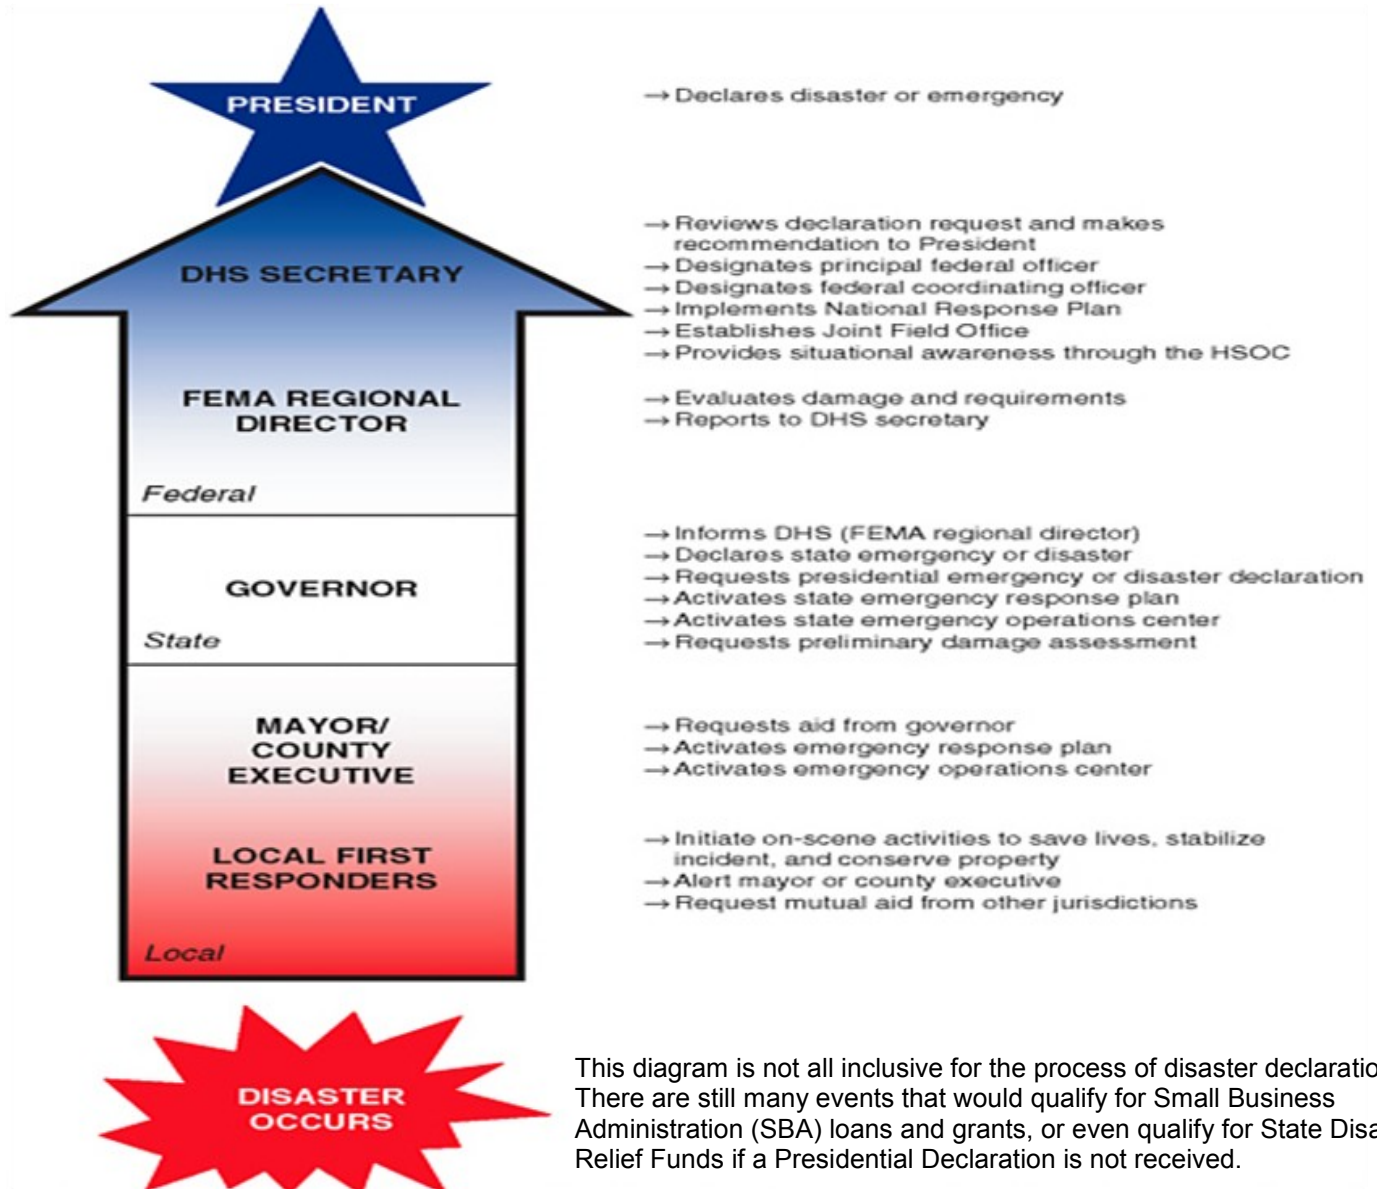 PRESIDENT
→ Declares disaster or emergency
DHS SECRETARY
→ Reviews declaration request and makes
recommendation to President
→ Designates principal federal officer
→ Designates federal coordinating officer
→ Implements National Response Plan
→ Establishes Joint Field Office
→ Provides situational awareness through the HSOC
FEMA REGIONAL
DIRECTOR
→ Evaluates damage and requirements
→ Reports to DHS secretary
Federal
GOVERNOR
→ Informs DHS (FEMA regional director)
→ Declares state emergency or disaster
→ Requests presidential emergency or disaster declaration
→ Activates state emergency response plan
→ Activates state emergency operations center
→ Requests preliminary damage assessment
State
MAYOR/
COUNTY
EXECUTIVE
→ Requests aid from governor
→ Activates emergency response plan
→ Activates emergency operations center
LOCAL FIRST
RESPONDERS
→ Initiate on-scene activities to save lives, stabilize
incident, and conserve property
→ Alert mayor or county executive
→ Request mutual aid from other jurisdictions
Local
DISASTER
OCCURS
This diagram is not all inclusive for the process of disaster declaratio
There are still many events that would qualify for Small Business
Administration (SBA) loans and grants, or even qualify for State Disa
Relief Funds if a Presidential Declaration is not received.